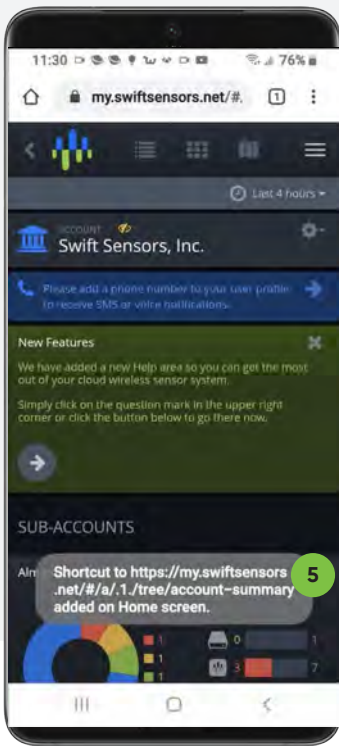 11:30 76%
my.swiftsensors.net/#. 1
Last 4 hours
ACCOUNT
Swift Sensors, Inc.
Please add a phone number to your user profile
to receive SMS or voice notifications.
New Features
We have added a new Help area so you can get the most
out of your cloud wireless sensor system.
Simply click on the question mark in the upper right
corner or click the button below to go there now.
SUB-ACCOUNTS
Shortcut to https://my.swiftsensors
.net/#/a/.1./tree/account-summary
added on Home screen.
5
1 0 1
1
1 3 7